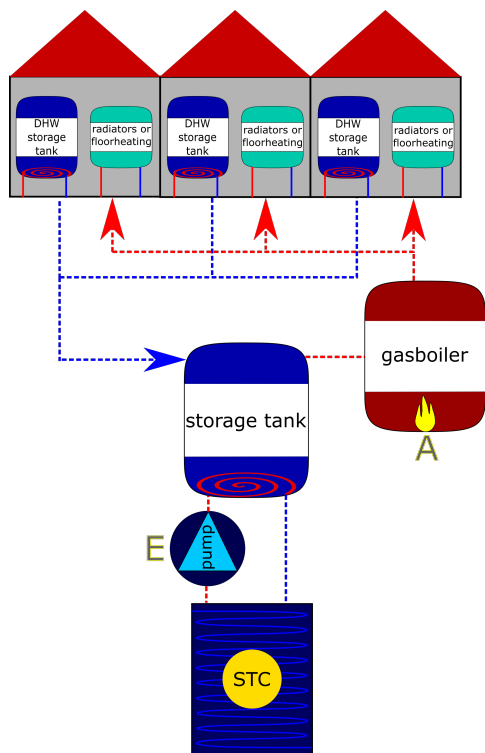 DHW
storage
tank
radiators or
floorheating
DHW
storage
tank
radiators or
floorheating
DHW
storage
tank
radiators or
floorheating
gasboiler
A
storage tank
E
pump
STC